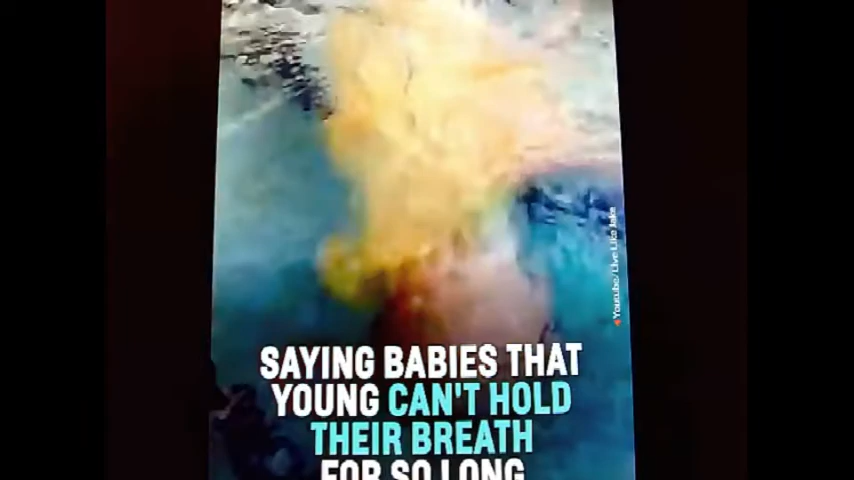 SAYING BABIES THAT
YOUNG CAN'T HOLD
THEIR BREATH
FOR SO LONG
Youtube/Live Like Jake